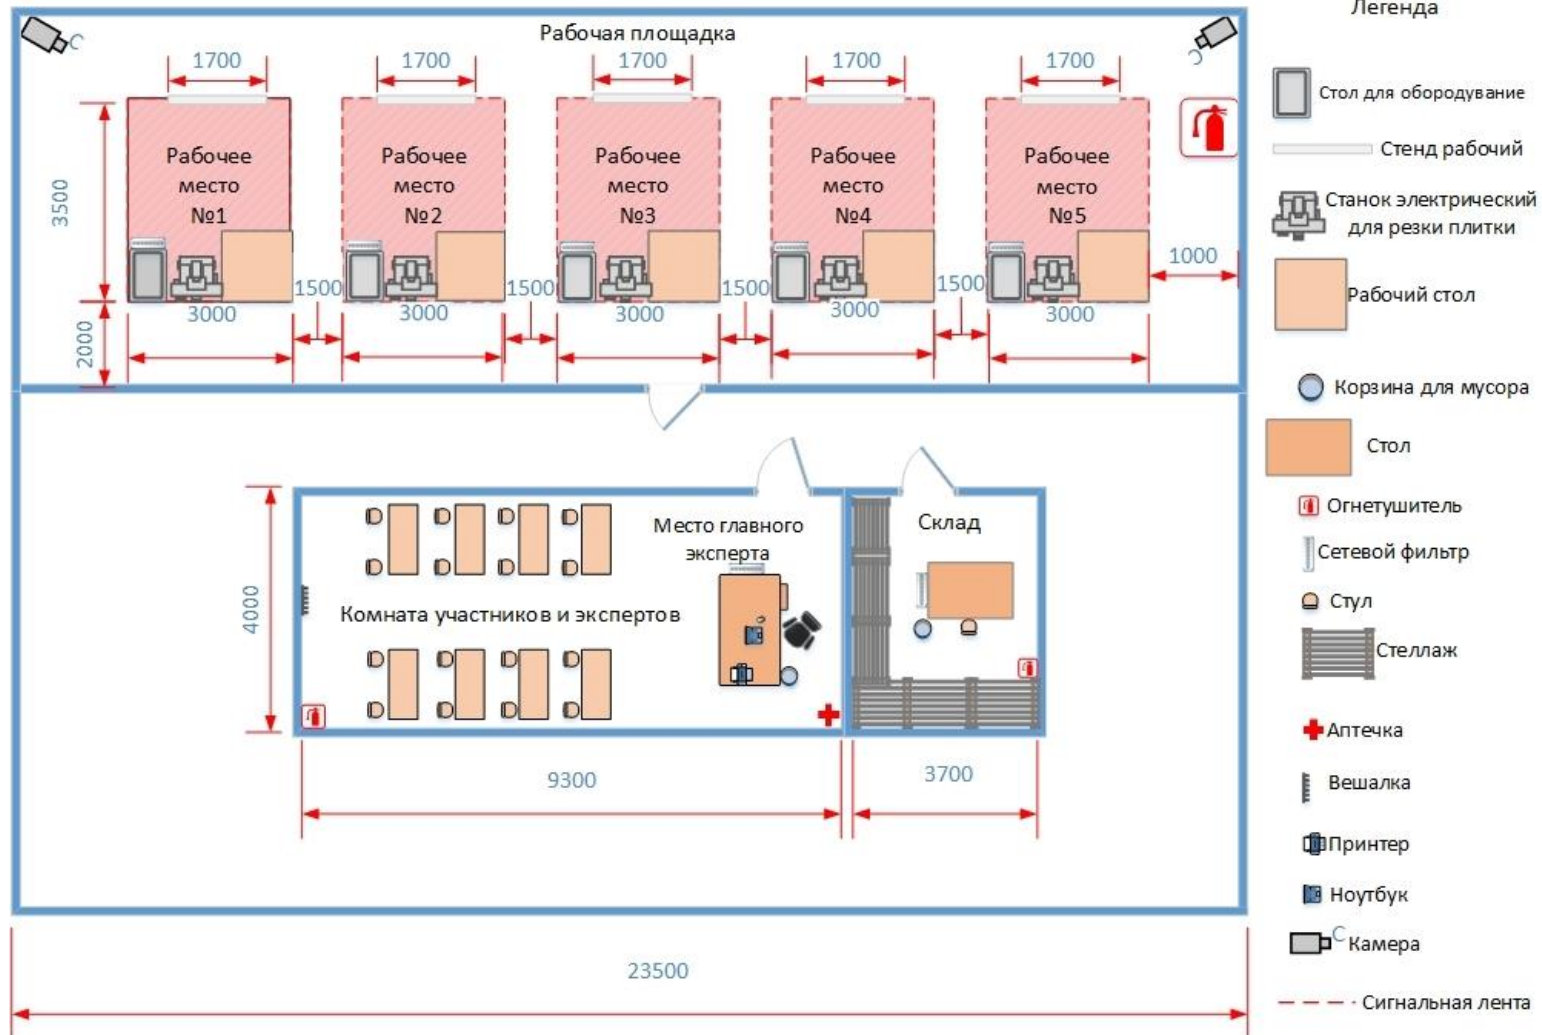 Рабочая площадка
1700
1700
1700
1700
1700
Рабочее
место
№1
Рабочее
место
№2
Рабочее
место
№3
Рабочее
место
№4
Рабочее
место
№5
3500
2000
1000
1500
1500
1500
1500
3000
3000
3000
3000
3000
C
C
Место главного
эксперта
Склад
Комната участников и экспертов
4000
9300
3700
23500
Легенда
Стол для обородувание
Стенд рабочий
Станок электрический
для резки плитки
Рабочий стол
Корзина для мусора
Стол
Огнетушитель
Сетевой фильтр
Стул
Стеллаж
Аптечка
Вешалка
Принтер
Ноутбук
C
Камера
Сигнальная лента